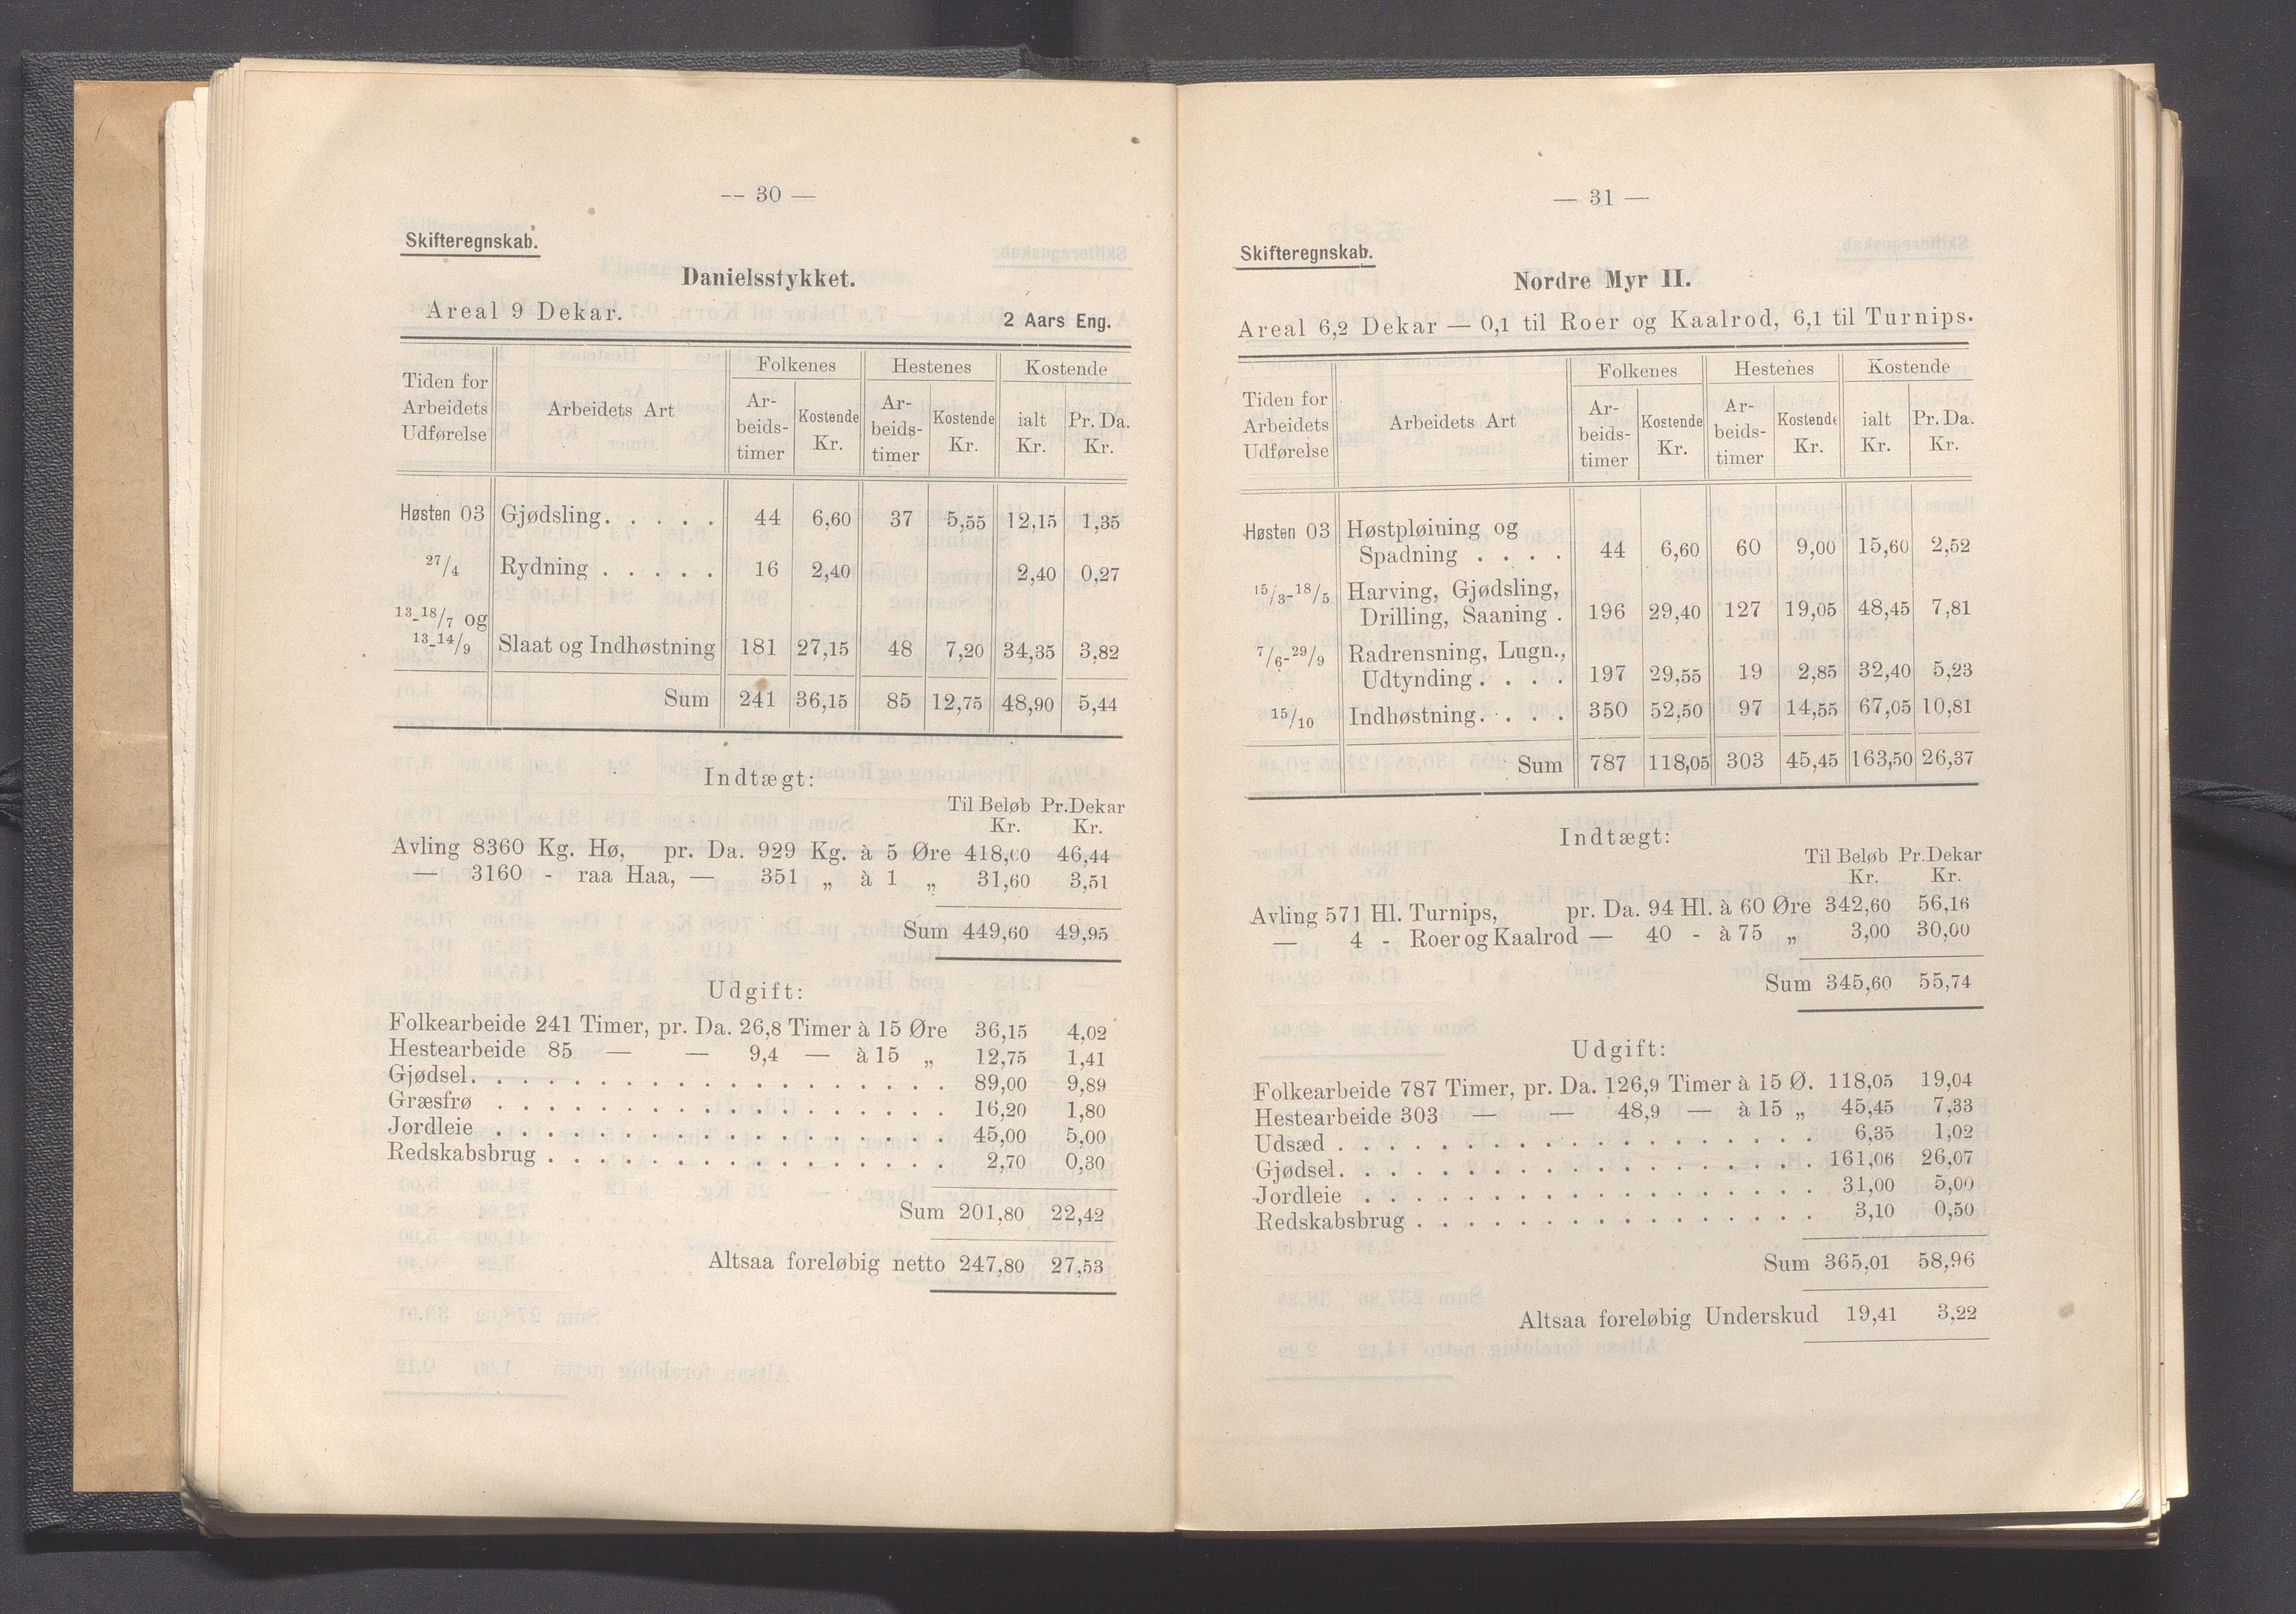 -- 30 —
Skifteregnskab.
Danielsstykket.
Areal 9 Dekar. 2 Aars Eng.
Tiden for Arbeidets Udførelse | Arbeidets Art | Folkenes Ar-beids-timer | Folkenes Kostende Kr. | Hestenes Ar-beids-timer | Hestenes Kostende Kr. | Kostende ialt Kr. | Kostende Pr. Da. Kr.
Høsten 03 | Gjødsling. . . . . | 44 | 6,60 | 37 | 5,55 | 12,15 | 1,35
27/4 | Rydning . . . . . | 16 | 2,40 | | | 2,40 | 0,27
13-18/7 og
13-14/9 | Slaat og Indhøstning | 181 | 27,15 | 48 | 7,20 | 34,35 | 3,82
Sum | 241 | 36,15 | 85 | 12,75 | 48,90 | 5,44
Indtægt:
Til Beløb Pr.Dekar
Kr. Kr.
Avling 8360 Kg. Hø, pr. Da. 929 Kg. à 5 Øre 418,00 46,44
— 3160 - raa Haa, — 351 „ à 1 „ 31,60 3,51
Sum 449,60 49,95
Udgift:
Folkearbeide 241 Timer, pr. Da. 26,8 Timer à 15 Øre 36,15 4,02
Hestearbeide 85 — — 9,4 — à 15 „ 12,75 1,41
Gjødsel. . . . . . . . . . . . . . . . . . . 89,00 9,89
Græsfrø . . . . . . . . . . . . . . . . . . 16,20 1,80
Jordleie . . . . . . . . . . . . . . . . . . 45,00 5,00
Redskabsbrug . . . . . . . . . . . . . . . . 2,70 0,30
Sum 201,80 22,42
Altsaa foreløbig netto 247,80 27,53
— 31 —
Skifteregnskab.
Nordre Myr II.
Areal 6,2 Dekar — 0,1 til Roer og Kaalrod, 6,1 til Turnips.
Tiden for Arbeidets Udførelse | Arbeidets Art | Folkenes Ar-beids-timer | Folkenes Kostende Kr. | Hestenes Ar-beids-timer | Hestenes Kostende Kr. | Kostende ialt Kr. | Kostende Pr. Da. Kr.
Høsten 03 | Høstpløining og
Spadning . . . . | 44 | 6,60 | 60 | 9,00 | 15,60 | 2,52
15/3-18/5 | Harving, Gjødsling,
Drilling, Saaning . | 196 | 29,40 | 127 | 19,05 | 48,45 | 7,81
7/6-29/9 | Radrensning, Lugn.,
Udtynding . . . . | 197 | 29,55 | 19 | 2,85 | 32,40 | 5,23
15/10 | Indhøstning. . . . | 350 | 52,50 | 97 | 14,55 | 67,05 | 10,81
Sum | 787 | 118,05 | 303 | 45,45 | 163,50 | 26,37
Indtægt:
Til Beløb Pr.Dekar
Kr. Kr.
Avling 571 Hl. Turnips, pr. Da. 94 Hl. à 60 Øre 342,60 56,16
— 4 - Roer og Kaalrod — 40 - à 75 „ 3,00 30,00
Sum 345,60 55,74
Udgift:
Folkearbeide 787 Timer, pr. Da. 126,9 Timer à 15 Ø. 118,05 19,04
Hestearbeide 303 — — 48,9 — à 15 „ 45,45 7,33
Udsæd . . . . . . . . . . . . . . . . . . . 6,35 1,02
Gjødsel. . . . . . . . . . . . . . . . . . . 161,06 26,07
Jordleie . . . . . . . . . . . . . . . . . . 31,00 5,00
Redskabsbrug . . . . . . . . . . . . . . . . 3,10 0,50
Sum 365,01 58,96
Altsaa foreløbig Underskud 19,41 3,22